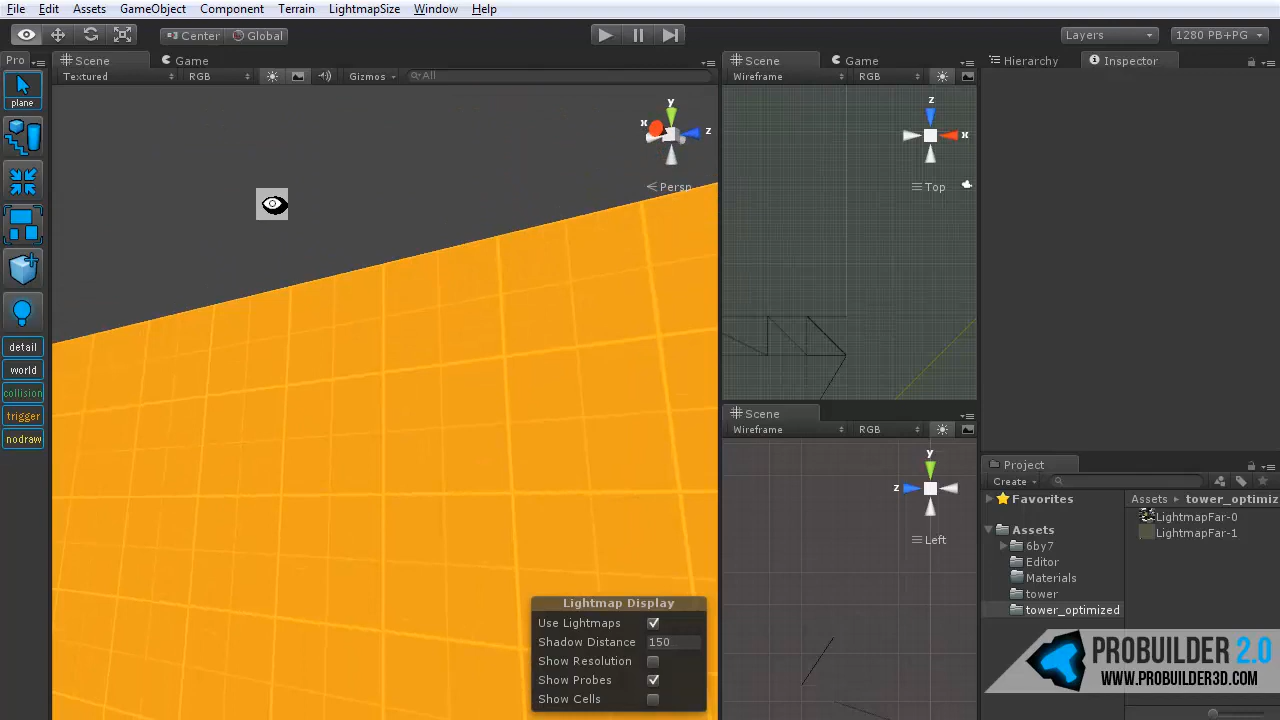 File Edit Assets GameObject Component Terrain LightmapSize Window Help
Center Global Layers 1280 PB+PG
Pro Scene Game Scene Game Hierarchy Inspector
Textured RGB Gizmos All Wireframe RGB
plane
y
x
z
Persp
z
x
Top
detail
world
collision
trigger
nodraw
Scene
Wireframe RGB
y
z
Left
Project
Create
Favorites
Assets
6by7
Editor
Materials
tower
tower_optimized
Assets tower_optimiz
LightmapFar-0
LightmapFar-1
Lightmap Display
Use Lightmaps
Shadow Distance 150
Show Resolution
Show Probes
Show Cells
PROBUILDER 2.0
WWW.PROBUILDER3D.COM